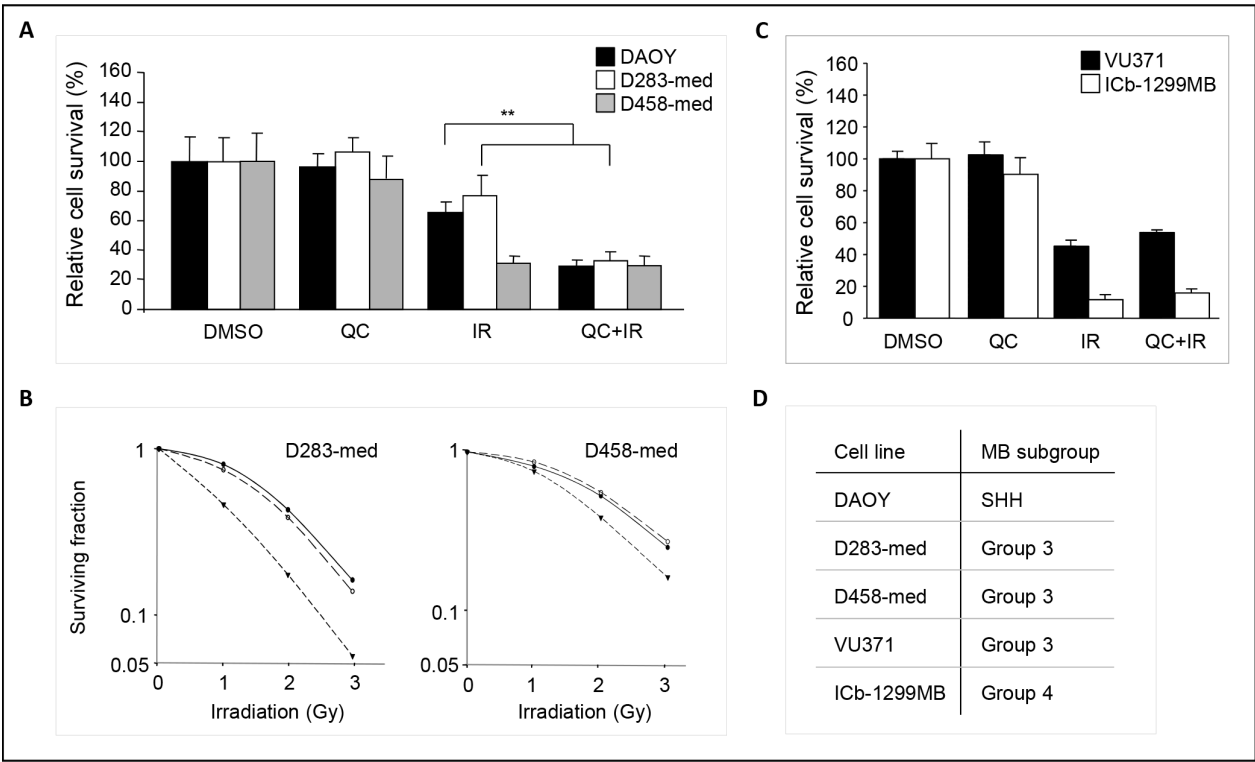 A
DAOY
D283-med
D458-med
Relative cell survival (%)
160
140
120
100
80
60
40
20
0
**
DMSO QC IR QC+IR
C
VU371
ICb-1299MB
Relative cell survival (%)
160
140
120
100
80
60
40
20
0
DMSO QC IR QC+IR
B
D283-med
Surviving fraction
1
0.1
0.05
0 1 2 3
Irradiation (Gy)
D458-med
1
0.1
0.05
0 1 2 3
Irradiation (Gy)
D
Cell line MB subgroup
DAOY SHH
D283-med Group 3
D458-med Group 3
VU371 Group 3
ICb-1299MB Group 4